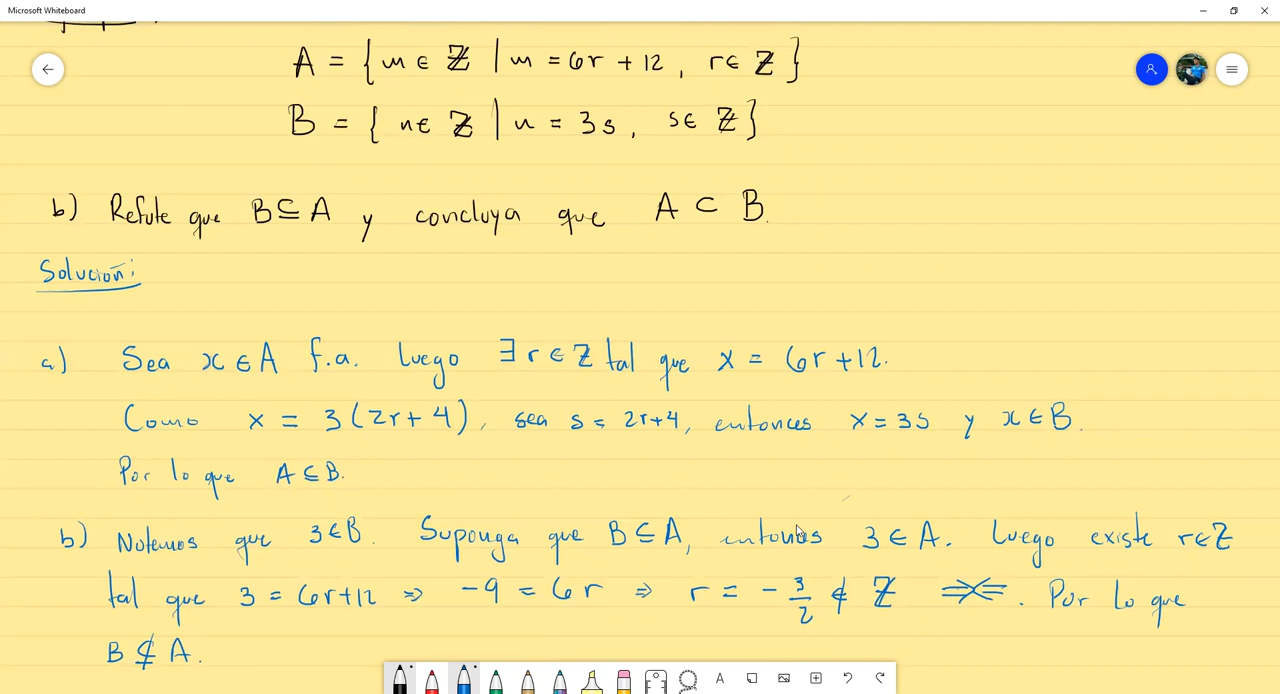 Microsoft Whiteboard
A = { m ∈ ℤ | m = 6r + 12, r ∈ ℤ }
B = { n ∈ ℤ | n = 3s, s ∈ ℤ }
b) Refute que B ⊆ A y concluya que A ⊂ B.
Solución:
a) Sea x ∈ A f.a. luego ∃ r ∈ ℤ tal que x = 6r + 12.
Como x = 3(2r + 4), sea s = 2r + 4, entonces x = 3s y x ∈ B.
Por lo que A ⊆ B.
b) Notemos que 3 ∈ B. Suponga que B ⊆ A, entonces 3 ∈ A. Luego existe r ∈ ℤ
tal que 3 = 6r + 12 ⇒ -9 = 6r ⇒ r = -3/2 ∉ ℤ ⇒⇐. Por lo que
B ⊈ A.
A